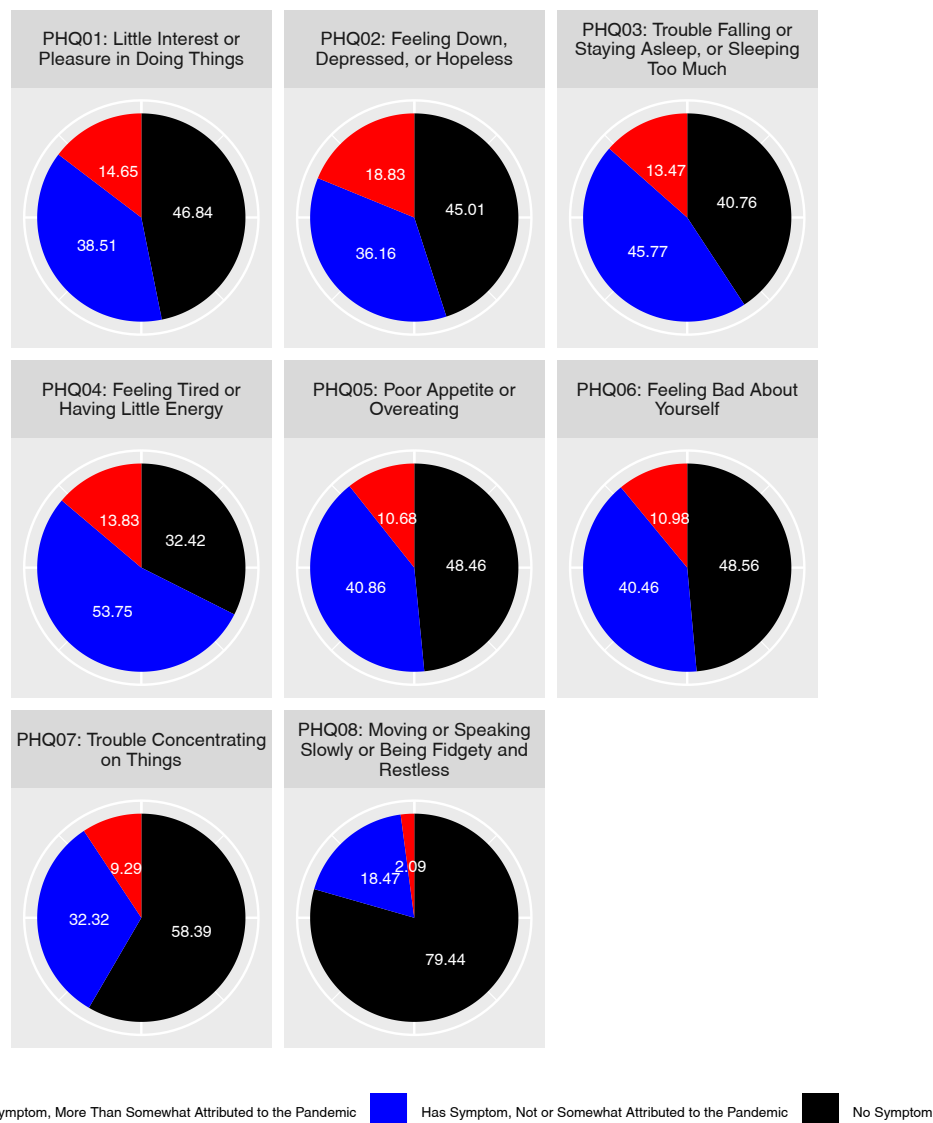 PHQ01: Little Interest or
Pleasure in Doing Things
14.65
46.84
38.51
PHQ02: Feeling Down,
Depressed, or Hopeless
18.83
45.01
36.16
PHQ03: Trouble Falling or
Staying Asleep, or Sleeping
Too Much
13.47
40.76
45.77
PHQ04: Feeling Tired or
Having Little Energy
13.83
32.42
53.75
PHQ05: Poor Appetite or
Overeating
10.68
48.46
40.86
PHQ06: Feeling Bad About
Yourself
10.98
48.56
40.46
PHQ07: Trouble Concentrating
on Things
9.29
32.32
58.39
PHQ08: Moving or Speaking
Slowly or Being Fidgety and
Restless
2.09
18.47
79.44
ymptom, More Than Somewhat Attributed to the Pandemic
Has Symptom, Not or Somewhat Attributed to the Pandemic
No Symptom